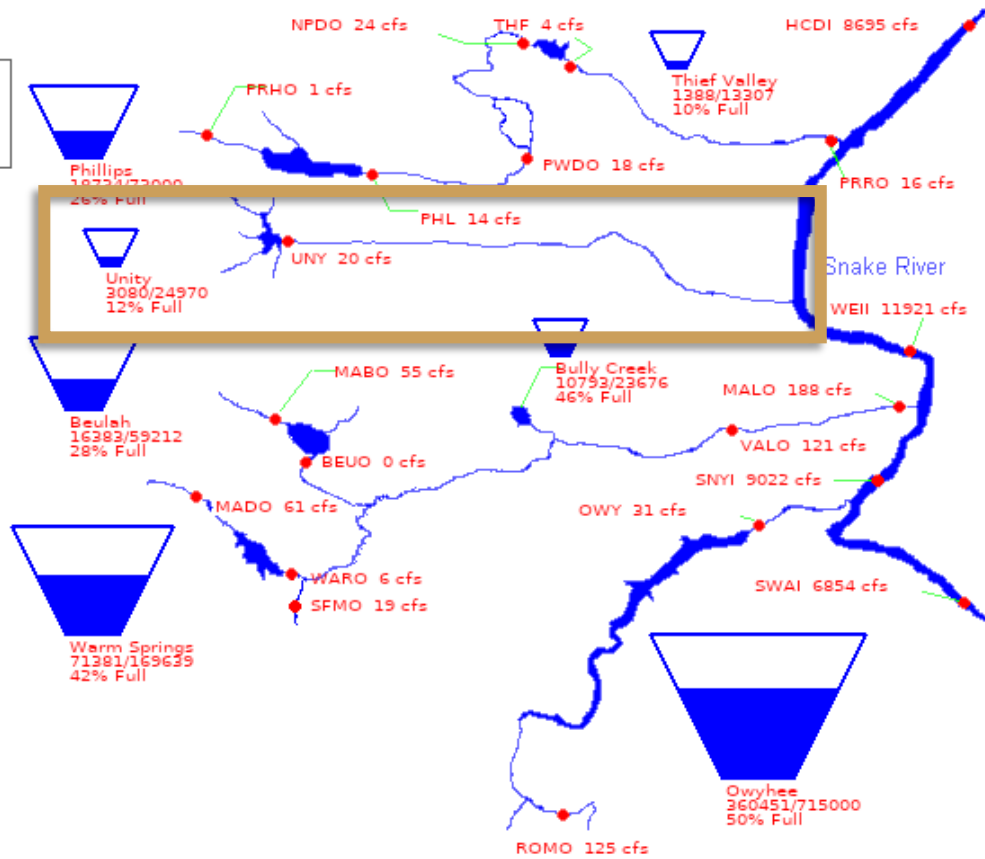 NPDO 24 cfs
THF 4 cfs
HCDI 8695 cfs
Thief Valley
1388/13307
10% Full
PRHO 1 cfs
PWDO 18 cfs
Phillips
18734/73000
26% Full
PRRO 16 cfs
PHL 14 cfs
UNY 20 cfs
Unity
3080/24970
12% Full
Snake River
WEII 11921 cfs
MABO 55 cfs
Bully Creek
10793/23676
46% Full
MALO 188 cfs
Beulah
16383/59212
28% Full
VALO 121 cfs
BEUO 0 cfs
SNYI 9022 cfs
MADO 61 cfs
OWY 31 cfs
WARO 6 cfs
SWAI 6854 cfs
SFMO 19 cfs
Warm Springs
71381/169639
42% Full
Owyhee
360451/715000
50% Full
ROMO 125 cfs